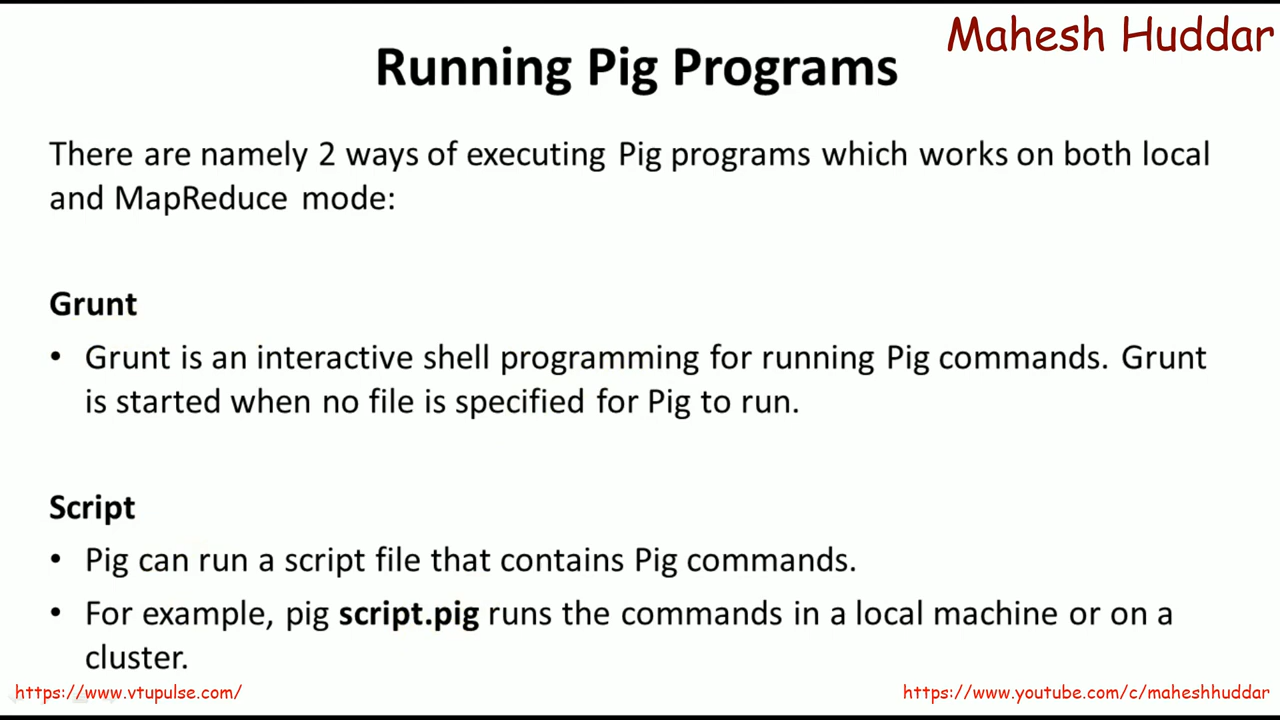 Mahesh Huddar
Running Pig Programs
There are namely 2 ways of executing Pig programs which works on both local
and MapReduce mode:
Grunt
• Grunt is an interactive shell programming for running Pig commands. Grunt
is started when no file is specified for Pig to run.
Script
• Pig can run a script file that contains Pig commands.
• For example, pig script.pig runs the commands in a local machine or on a
cluster.
https://www.vtupulse.com/
https://www.youtube.com/c/maheshhuddar